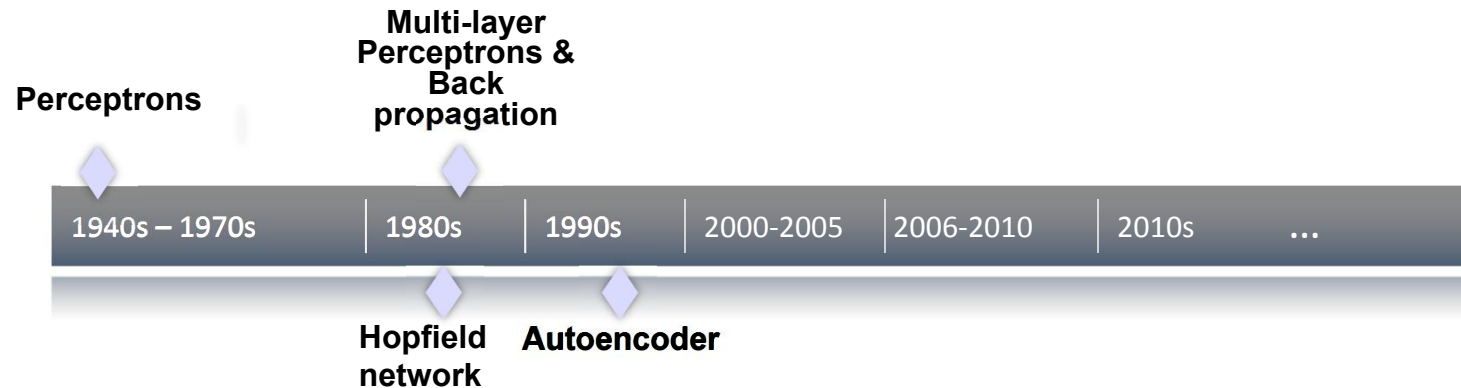 Multi-layer
Perceptrons &
Back
propagation
Perceptrons
1940s – 1970s
1980s
1990s
2000-2005
2006-2010
2010s
...
Hopfield
network
Autoencoder